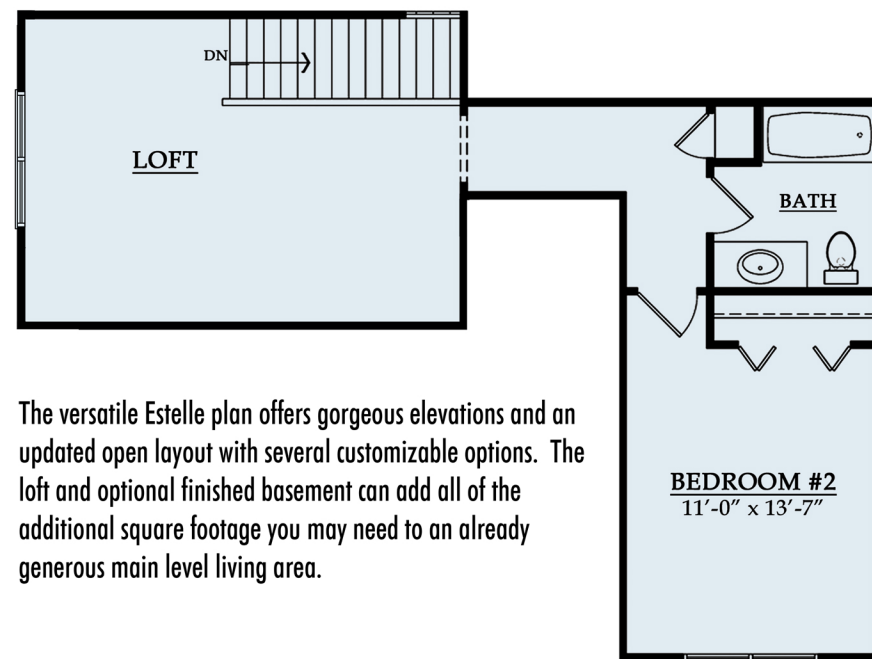 DN
LOFT
BATH
BEDROOM #2
11'-0" x 13'-7"
The versatile Estelle plan offers gorgeous elevations and an
updated open layout with several customizable options. The
loft and optional finished basement can add all of the
additional square footage you may need to an already
generous main level living area.